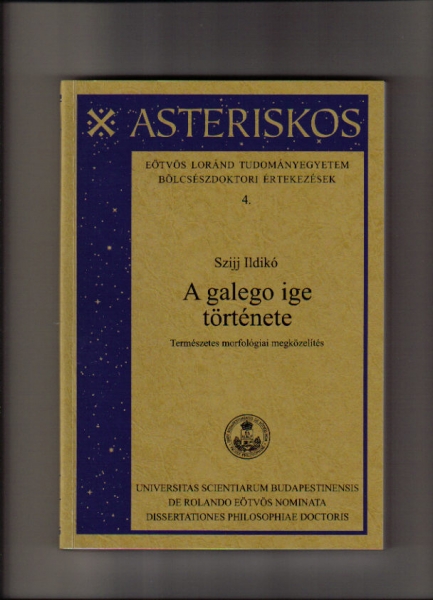 ※ ASTERISKOS
EÖTVÖS LORÁND TUDOMÁNYEGYETEM
BÖLCSÉSZDOKTORI ÉRTEKEZÉSEK
4.
Szijj Ildikó
A galego ige
története
Természetes morfológiai megközelítés
UNIVERSITAS SCIENTIARUM BUDAPESTINENSIS
DE ROLANDO EÖTVÖS NOMINATA
DISSERTATIONES PHILOSOPHIAE DOCTORIS